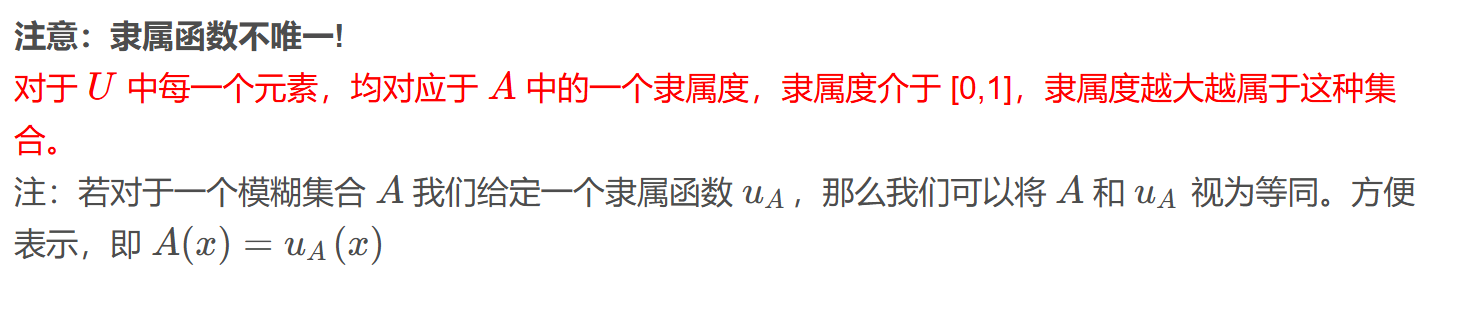 注意：隶属函数不唯一!
对于 U 中每一个元素，均对应于 A 中的一个隶属度，隶属度介于 [0,1]，隶属度越大越属于这种集
合。
注：若对于一个模糊集合 A 我们给定一个隶属函数 u_A ，那么我们可以将 A 和 u_A 视为等同。方便
表示，即 A(x) = u_A (x)